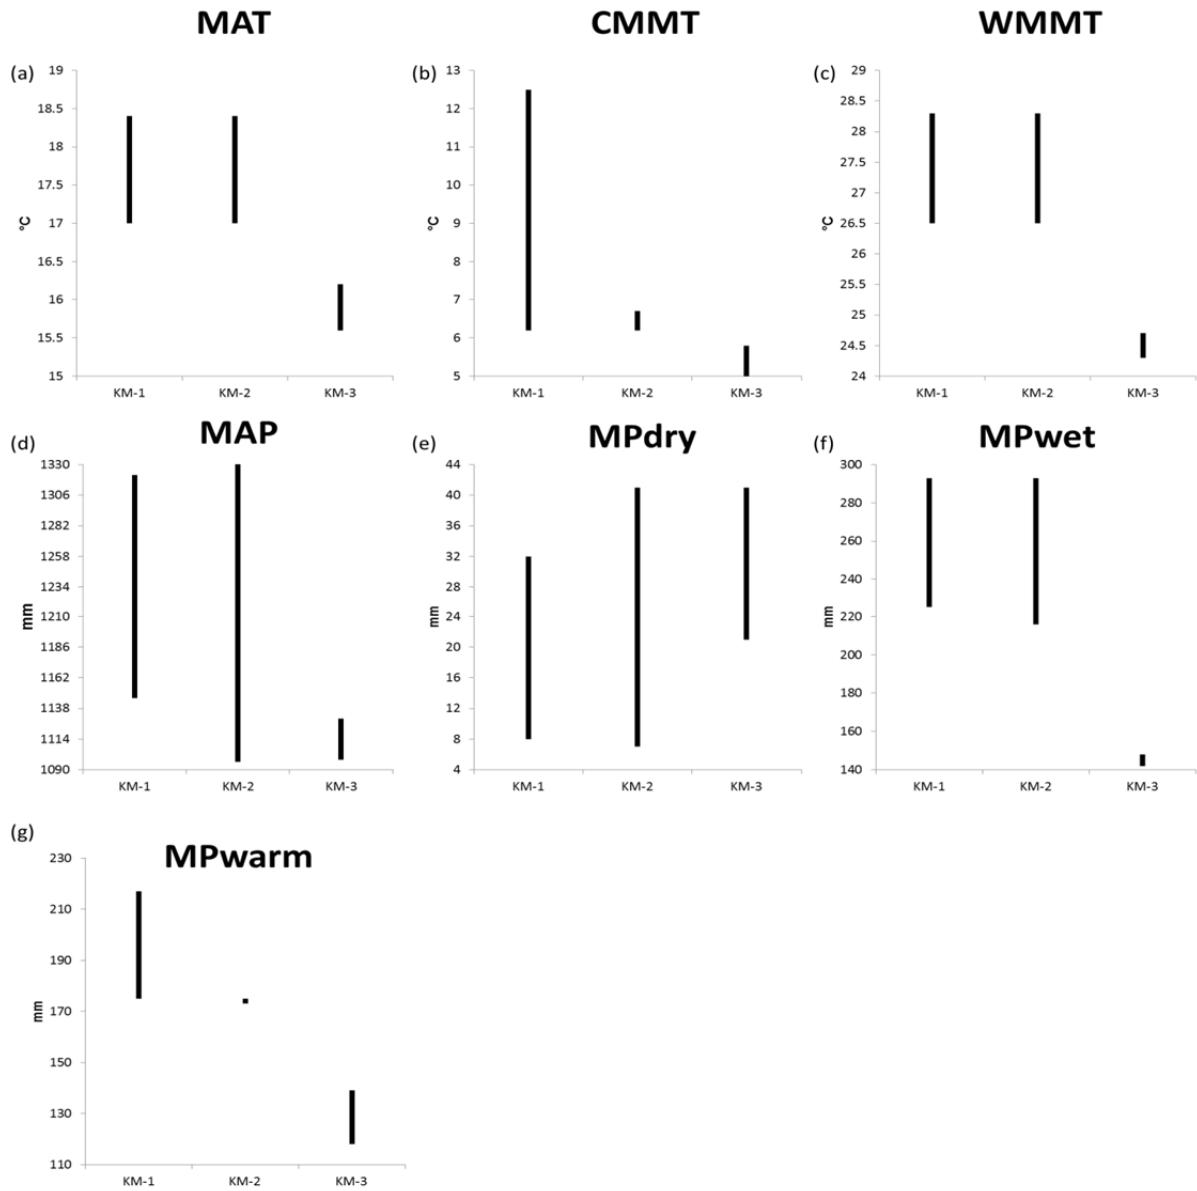 MAT
CMMT
WMMT
(a)
19
18.5
18
17.5
17
16.5
16
15.5
15
°C
KM-1 KM-2 KM-3
(b)
13
12
11
10
9
8
7
6
5
°C
KM-1 KM-2 KM-3
(c)
29
28.5
28
27.5
27
26.5
26
25.5
25
24.5
24
°C
KM-1 KM-2 KM-3
(d)
MAP
1330
1306
1282
1258
1234
1210
1186
1162
1138
1114
1090
mm
KM-1 KM-2 KM-3
(e)
MPdry
44
40
36
32
28
24
20
16
12
8
4
mm
KM-1 KM-2 KM-3
(f)
MPwet
300
280
260
240
220
200
180
160
140
mm
KM-1 KM-2 KM-3
(g)
MPwarm
230
210
190
170
150
130
110
mm
KM-1 KM-2 KM-3